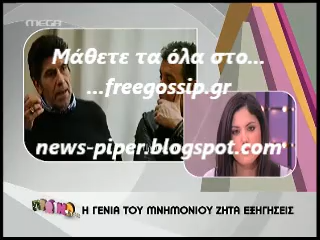 MEGA
Μάθετε τα όλα στο...
...freegossip.gr
news-piper.blogspot.com
Η ΓΕΝΙΑ ΤΟΥ ΜΝΗΜΟΝΙΟΥ ΖΗΤΑ ΕΞΗΓΗΣΕΙΣ